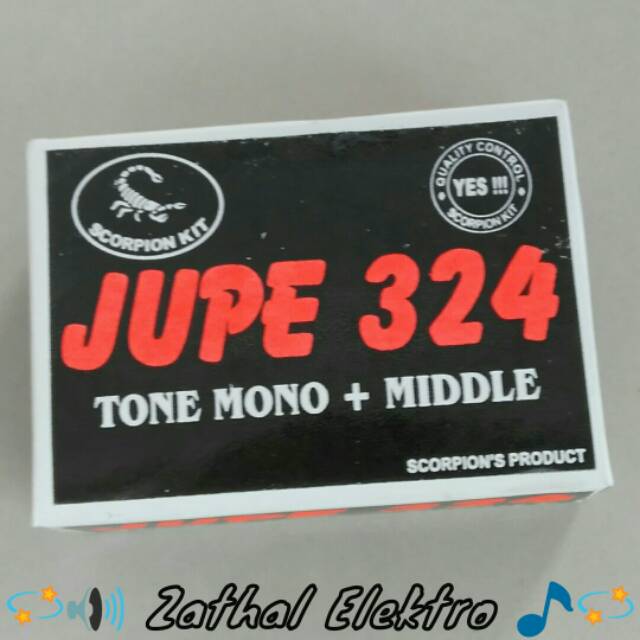 SCORPION KIT
QUALITY CONTROL
YES !!!
SCORPION KIT
JUPE 324
TONE MONO + MIDDLE
SCORPION'S PRODUCT
Zathal Elektro